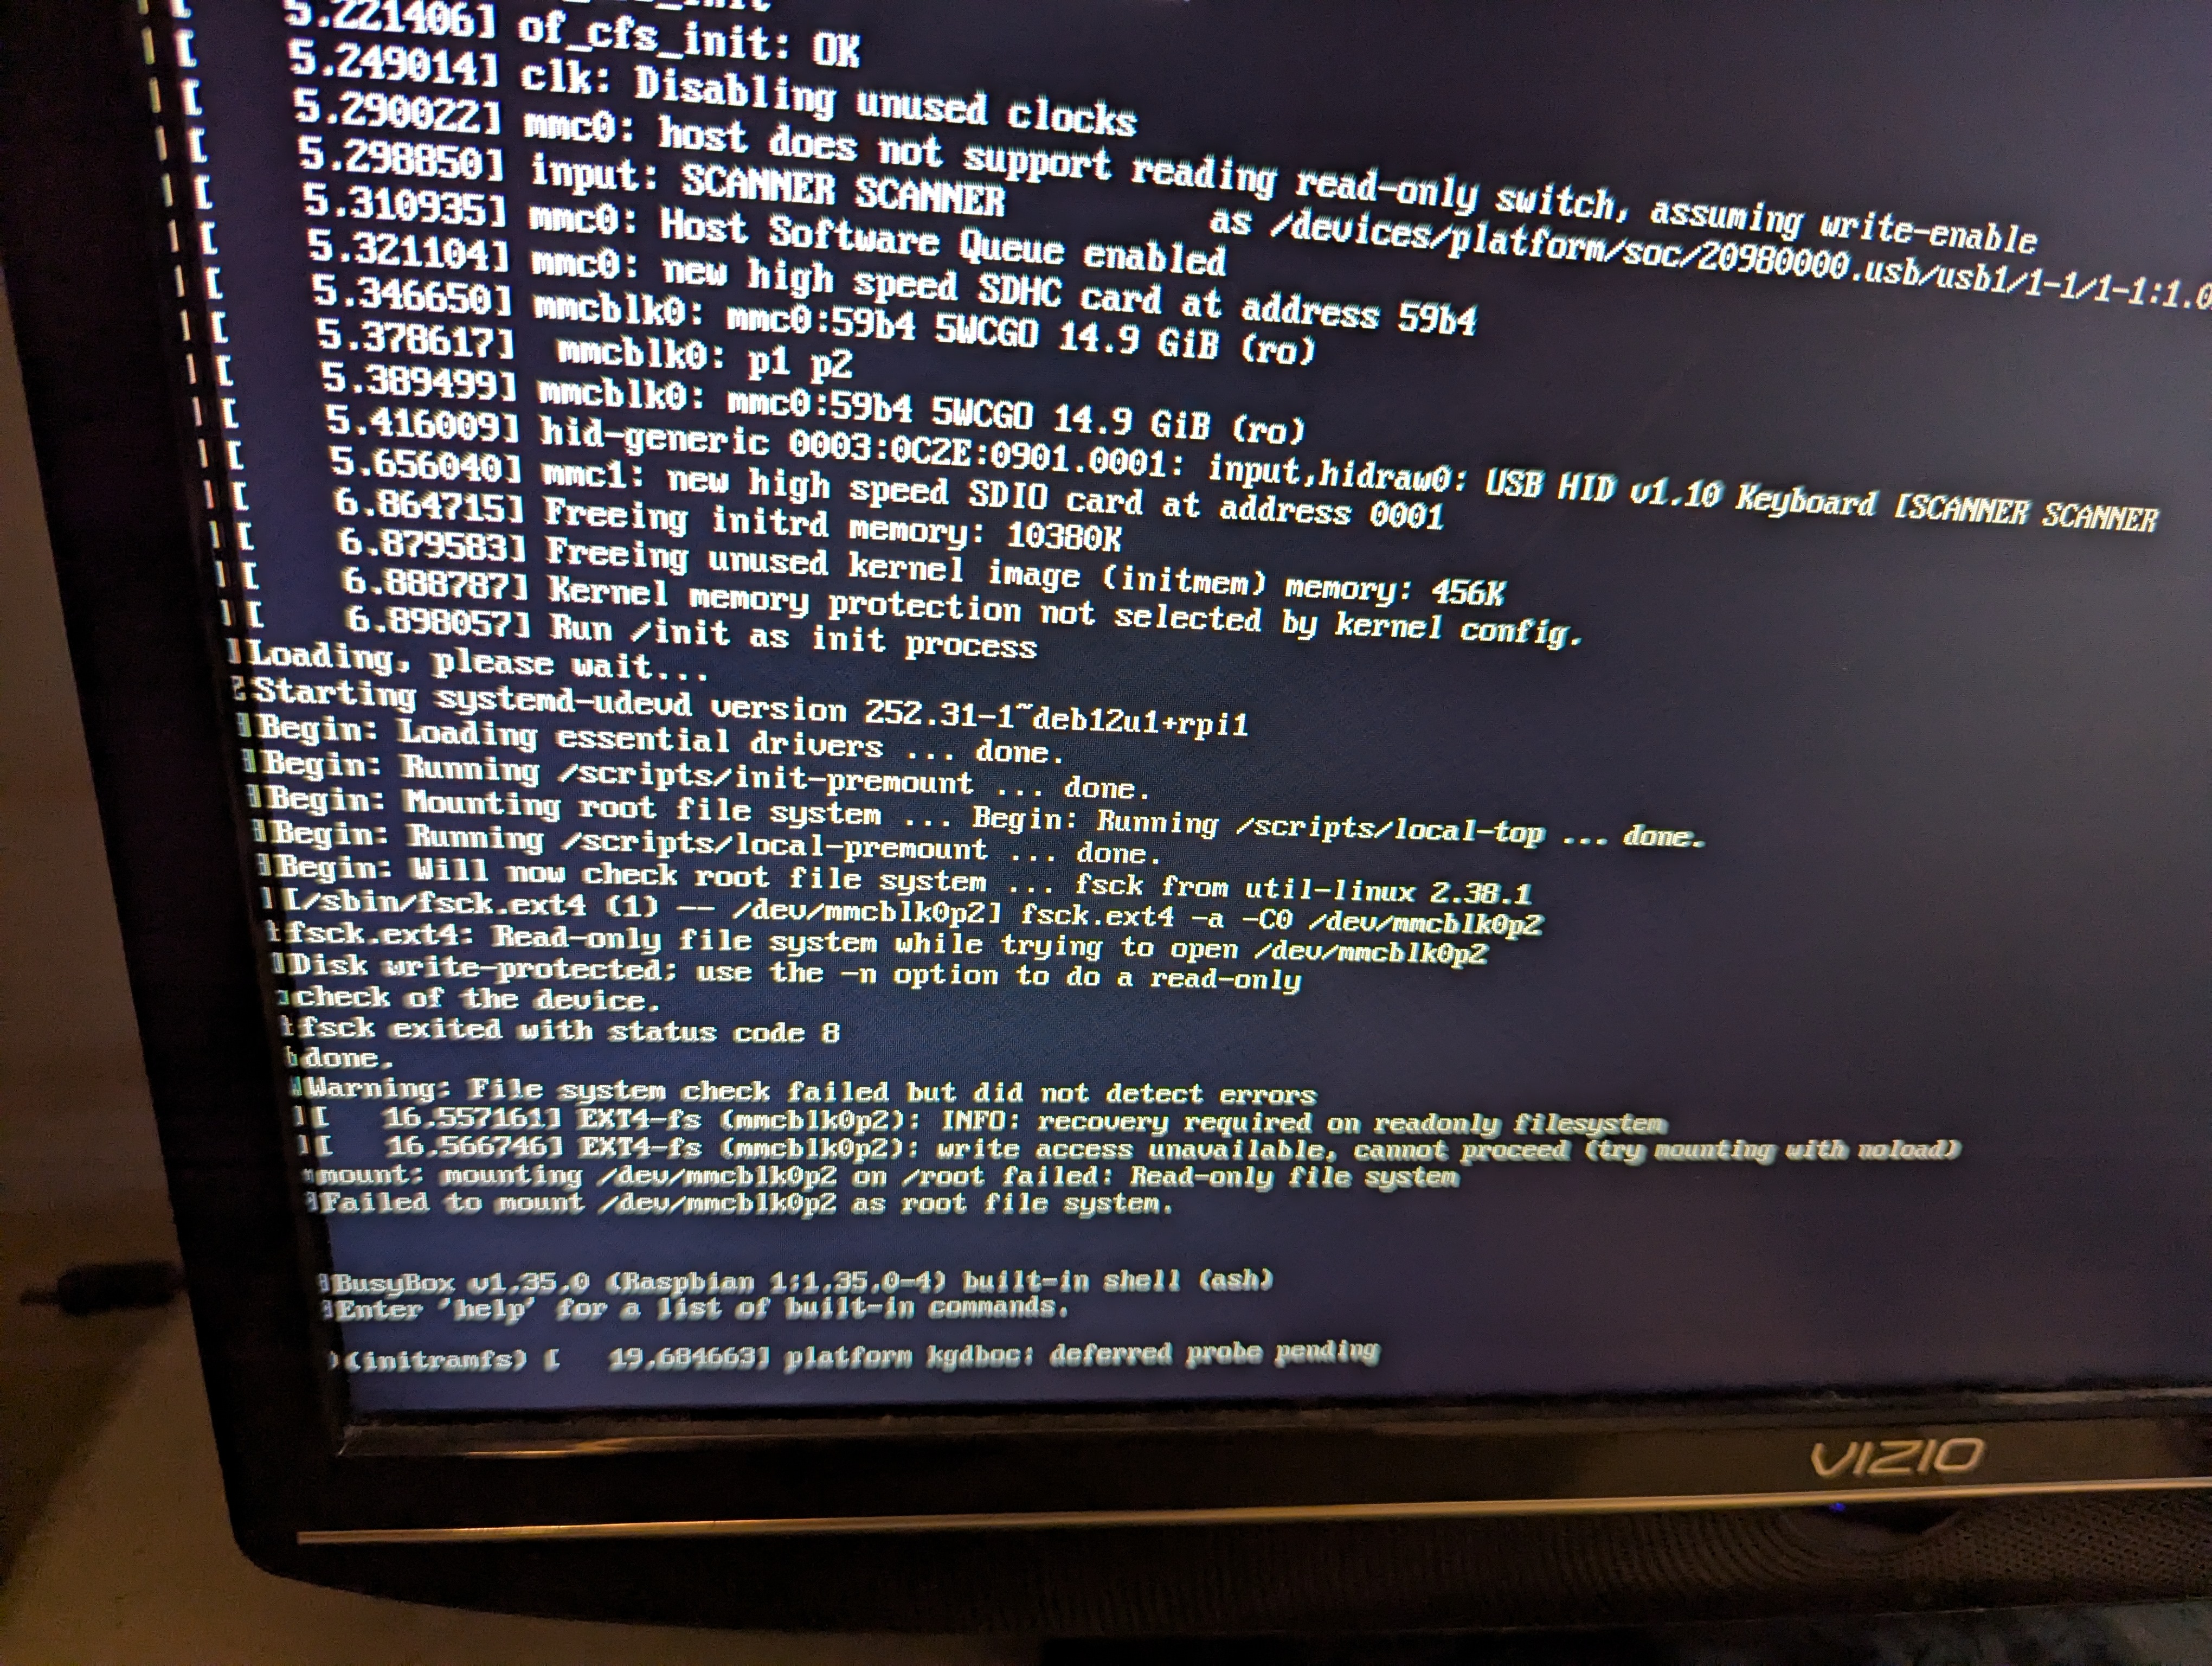 [    5.221406] of_cfs_init: OK
[    5.249014] clk: Disabling unused clocks
[    5.290022] mmc0: host does not support reading read-only switch, assuming write-enable
[    5.298850] input: SCANNER SCANNER             as /devices/platform/soc/20980000.usb/usb1/1-1/1-1:1.0
[    5.310935] mmc0: Host Software Queue enabled
[    5.321104] mmc0: new high speed SDHC card at address 59b4
[    5.346650] mmcblk0: mmc0:59b4 5WCGO 14.9 GiB (ro)
[    5.378617]  mmcblk0: p1 p2
[    5.389499] mmcblk0: mmc0:59b4 5WCGO 14.9 GiB (ro)
[    5.416009] hid-generic 0003:0C2E:0901.0001: input,hidraw0: USB HID v1.10 Keyboard [SCANNER SCANNER
[    5.656040] mmc1: new high speed SDIO card at address 0001
[    6.864715] Freeing initrd memory: 10380K
[    6.879583] Freeing unused kernel image (initmem) memory: 456K
[    6.888787] Kernel memory protection not selected by kernel config.
[    6.898057] Run /init as init process
Loading, please wait...
Starting systemd-udevd version 252.31-1~deb12u1+rpi1
Begin: Loading essential drivers ... done.
Begin: Running /scripts/init-premount ... done.
Begin: Mounting root file system ... Begin: Running /scripts/local-top ... done.
Begin: Running /scripts/local-premount ... done.
Begin: Will now check root file system ... fsck from util-linux 2.38.1
[/sbin/fsck.ext4 (1) -- /dev/mmcblk0p2] fsck.ext4 -a -C0 /dev/mmcblk0p2
fsck.ext4: Read-only file system while trying to open /dev/mmcblk0p2
Disk write-protected; use the -n option to do a read-only
check of the device.
fsck exited with status code 8
done.
Warning: File system check failed but did not detect errors
[   16.557161] EXT4-fs (mmcblk0p2): INFO: recovery required on readonly filesystem
[   16.566746] EXT4-fs (mmcblk0p2): write access unavailable, cannot proceed (try mounting with noload)
mount: mounting /dev/mmcblk0p2 on /root failed: Read-only file system
Failed to mount /dev/mmcblk0p2 as root file system.
BusyBox v1.35.0 (Raspbian 1:1.35.0-4) built-in shell (ash)
Enter 'help' for a list of built-in commands.
(initramfs) [   19.684663] platform kgdboc: deferred probe pending
VIZIO